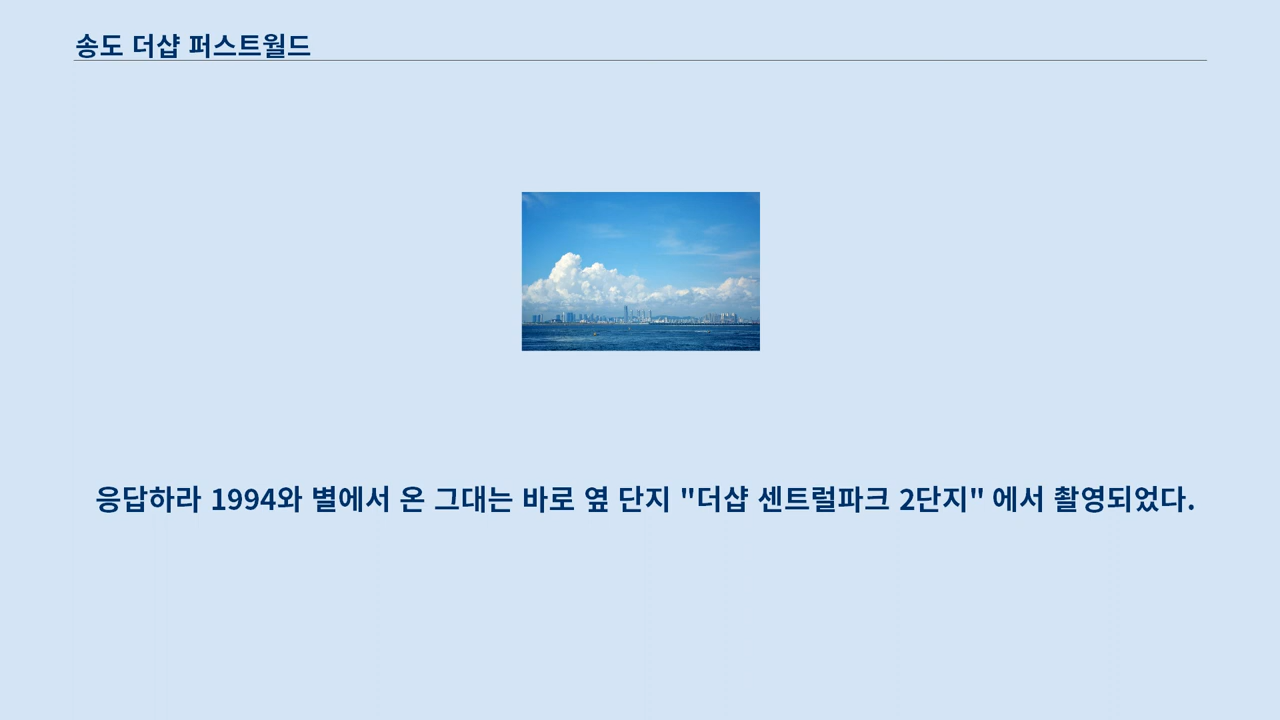 송도 더샵 퍼스트월드
응답하라 1994와 별에서 온 그대는 바로 옆 단지 "더샵 센트럴파크 2단지" 에서 촬영되었다.